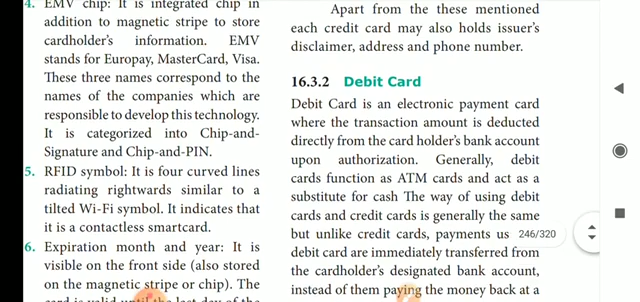 4. EMV chip: It is integrated chip in
addition to magnetic stripe to store
cardholder's information. EMV
stands for Europay, MasterCard, Visa.
These three names correspond to the
names of the companies which are
responsible to develop this technology.
It is categorized into Chip-and-
Signature and Chip-and-PIN.
5. RFID symbol: It is four curved lines
radiating rightwards similar to a
tilted Wi-Fi symbol. It indicates that
it is a contactless smartcard.
6. Expiration month and year: It is
visible on the front side (also stored
on the magnetic stripe or chip). The
card is valid until the last day of the
Apart from the these mentioned
each credit card may also holds issuer's
disclaimer, address and phone number.
16.3.2 Debit Card
Debit Card is an electronic payment card
where the transaction amount is deducted
directly from the card holder's bank account
upon authorization. Generally, debit
cards function as ATM cards and act as a
substitute for cash The way of using debit
cards and credit cards is generally the same
but unlike credit cards, payments us
debit card are immediately transferred from
the cardholder's designated bank account,
instead of them paying the money back at a
246/320